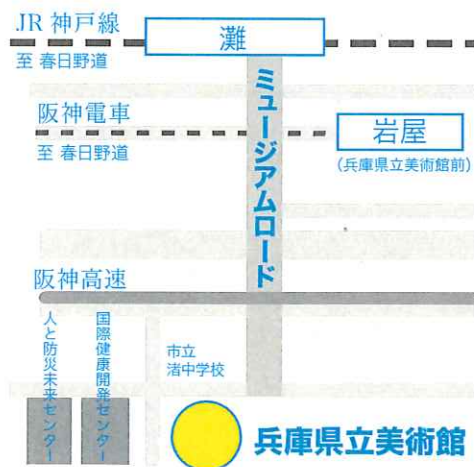 JR 神戸線
灘
至 春日野道
ミュージアムロード
阪神電車
岩屋
至 春日野道
(兵庫県立美術館前)
阪神高速
人と防災未来センター
国際健康開発センター
市立
渚中学校
兵庫県立美術館